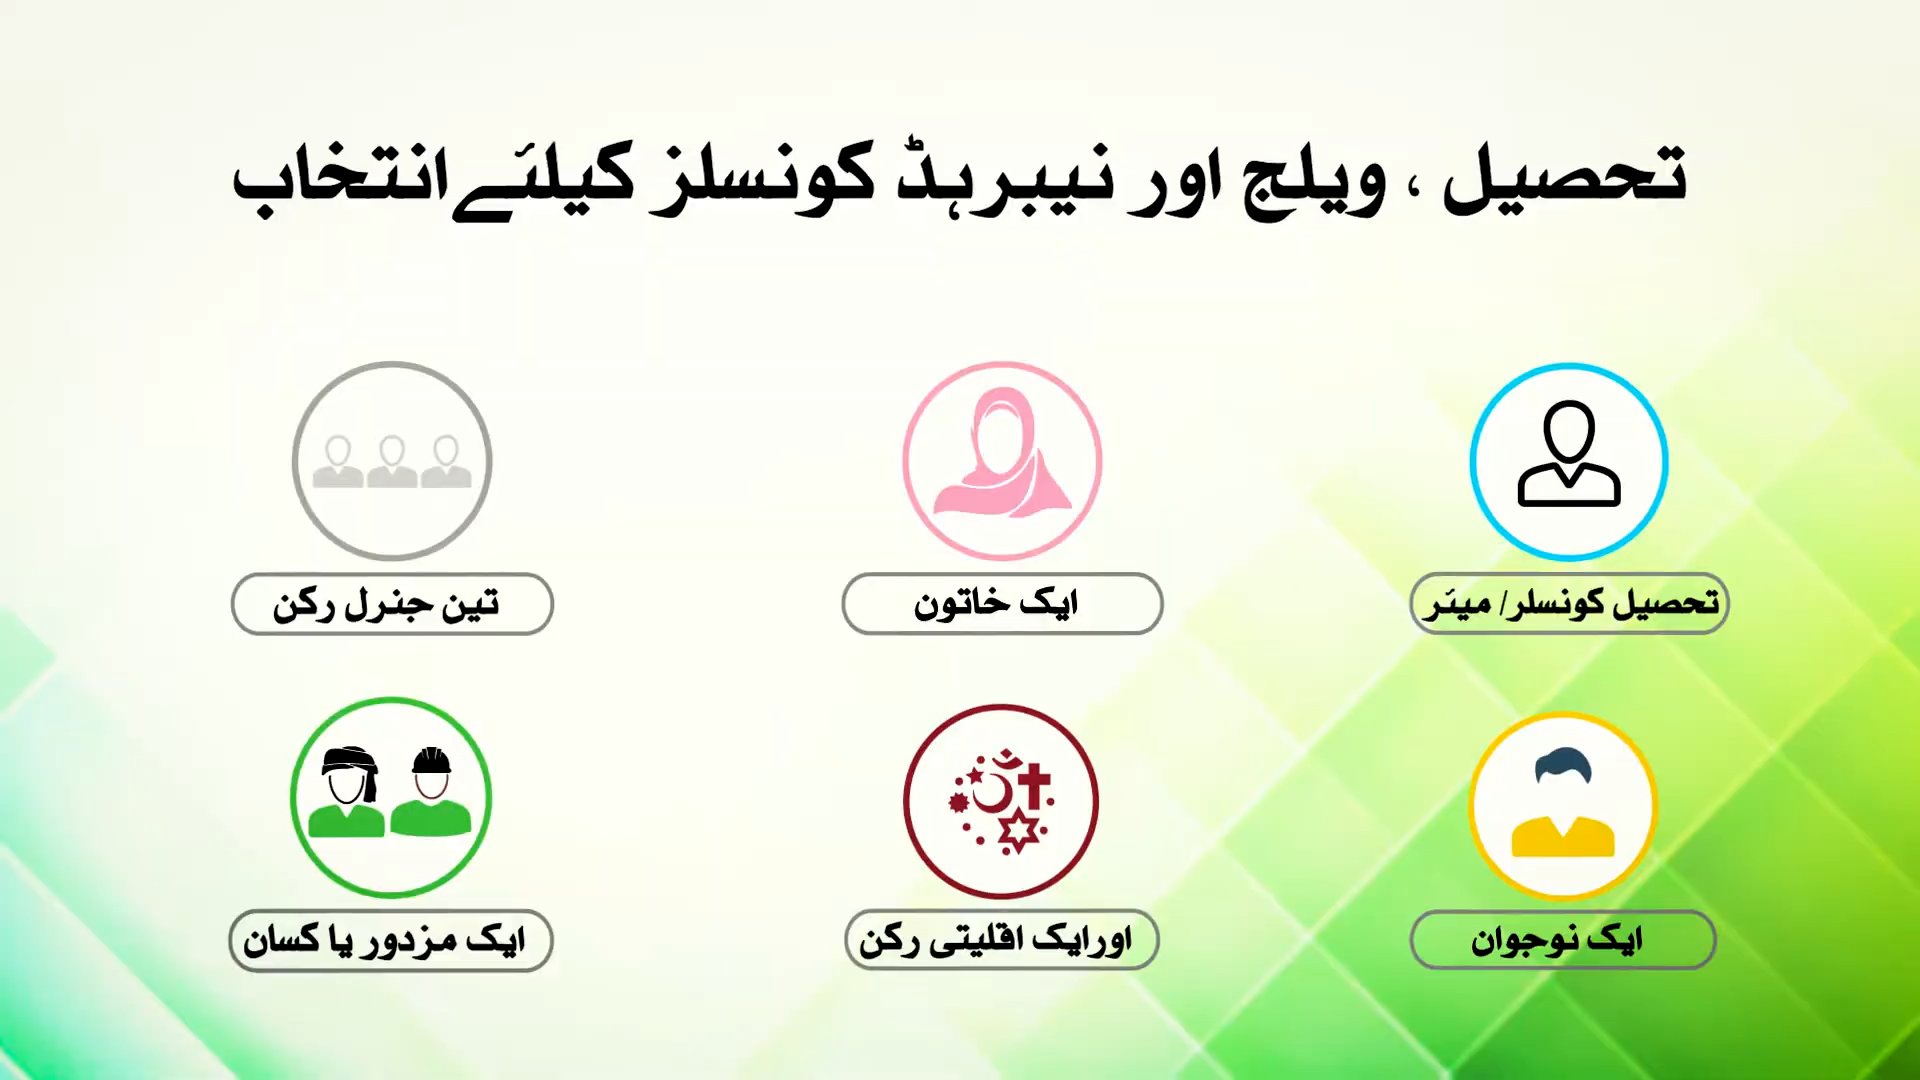 تحصیل ، ویلج اور نیبرہڈ کونسلز کیلئے انتخاب
تحصیل کونسلر/ میئر
ایک خاتون
تین جنرل رکن
ایک نوجوان
اورایک اقلیتی رکن
ایک مزدور یا کسان